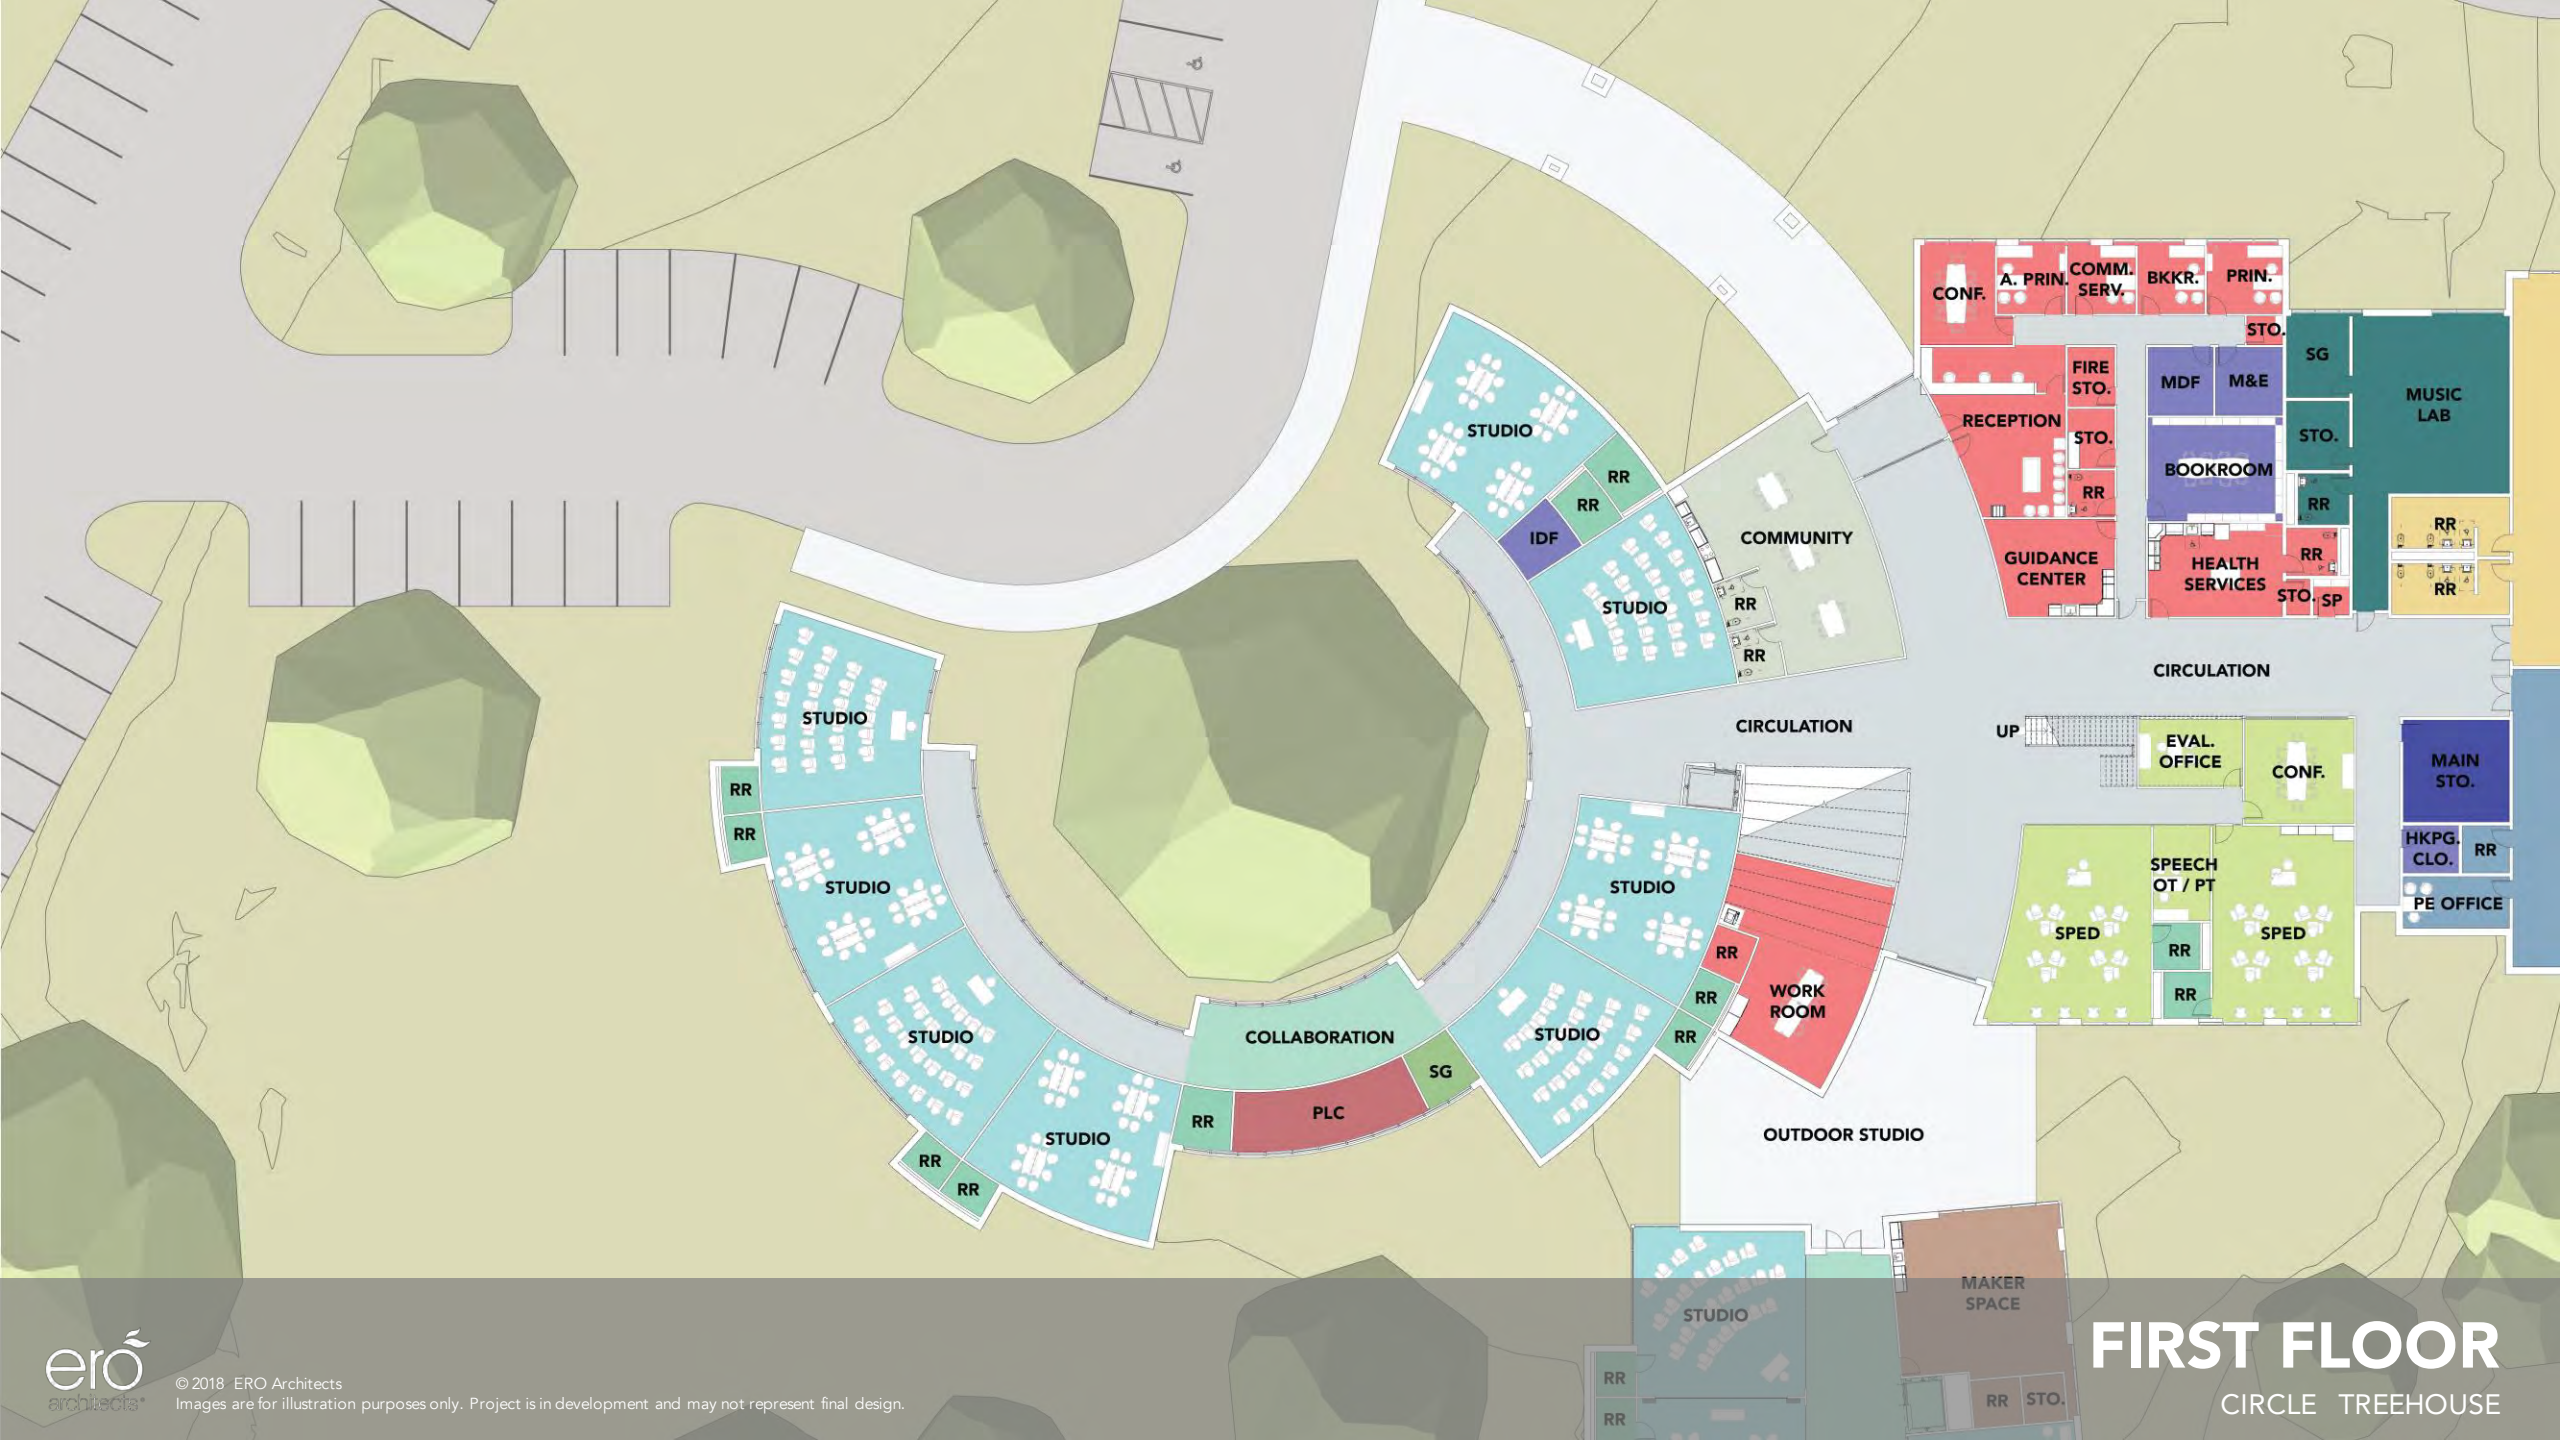 CONF.
A. PRIN.
COMM.
SERV.
BKKR.
PRIN.
STO.
SG
MUSIC
LAB
FIRE
STO.
MDF
M&E
RECEPTION
STO.
STO.
BOOKROOM
RR
RR
RR
RR
GUIDANCE
CENTER
HEALTH
SERVICES
RR
STO.
SP
RR
STUDIO
RR
RR
IDF
COMMUNITY
STUDIO
RR
RR
CIRCULATION
CIRCULATION
UP
EVAL.
OFFICE
CONF.
MAIN
STO.
HKPG.
CLO.
RR
PE OFFICE
SPEECH
OT / PT
SPED
SPED
RR
RR
STUDIO
RR
RR
STUDIO
STUDIO
STUDIO
RR
RR
COLLABORATION
RR
PLC
SG
STUDIO
STUDIO
RR
RR
RR
WORK
ROOM
OUTDOOR STUDIO
STUDIO
MAKER
SPACE
RR
RR
RR
STO.
ero
architects
© 2018 ERO Architects
Images are for illustration purposes only. Project is in development and may not represent final design.
FIRST FLOOR
CIRCLE TREEHOUSE